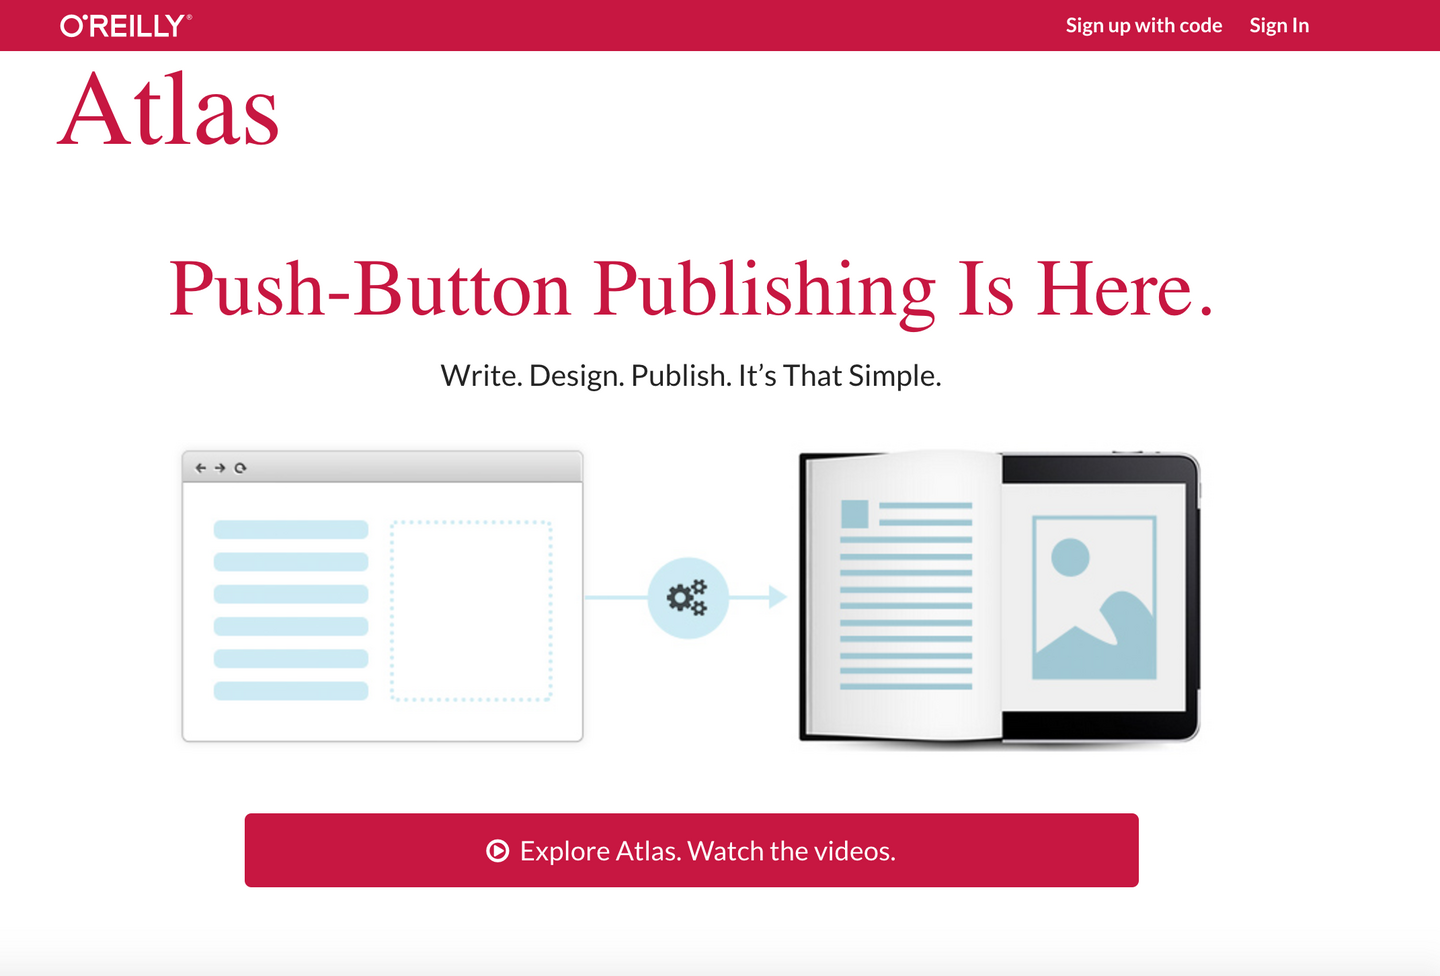 O'REILLY®
Sign up with code
Sign In
Atlas
Push-Button Publishing Is Here.
Write. Design. Publish. It’s That Simple.
Explore Atlas. Watch the videos.